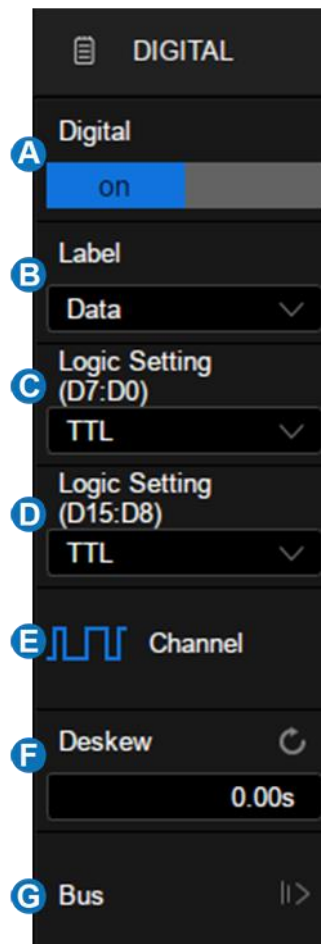 DIGITAL
A
Digital
on
B
Label
Data
C
Logic Setting
(D7:D0)
TTL
D
Logic Setting
(D15:D8)
TTL
E
Channel
F
Deskew
0.00s
G
Bus